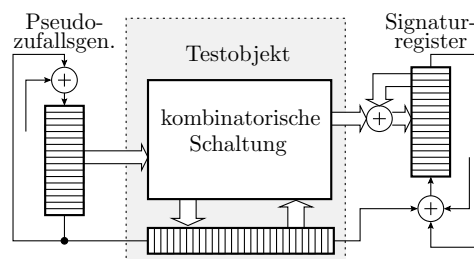 Pseudo-
zufallsgen.
Testobjekt
kombinatorische
Schaltung
Signatur-
register